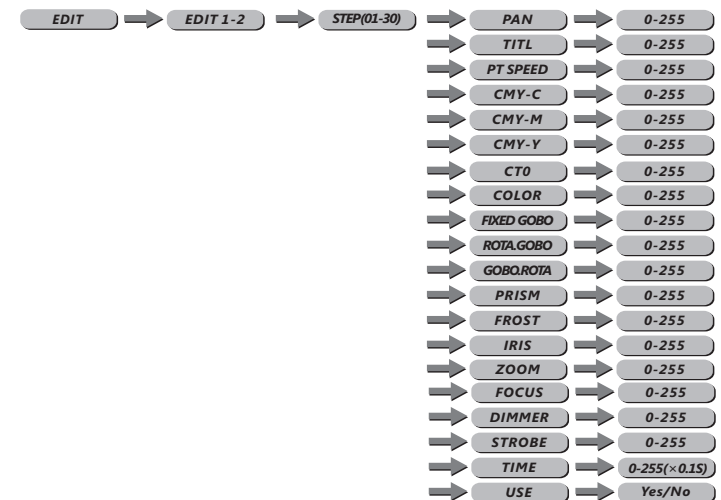 EDIT EDIT 1-2 STEP(01-30) PAN 0-255
TITL 0-255
PT SPEED 0-255
CMY-C 0-255
CMY-M 0-255
CMY-Y 0-255
CT0 0-255
COLOR 0-255
FIXED GOBO 0-255
ROTA.GOBO 0-255
GOBO.ROTA 0-255
PRISM 0-255
FROST 0-255
IRIS 0-255
ZOOM 0-255
FOCUS 0-255
DIMMER 0-255
STROBE 0-255
TIME 0-255(×0.1S)
USE Yes/No